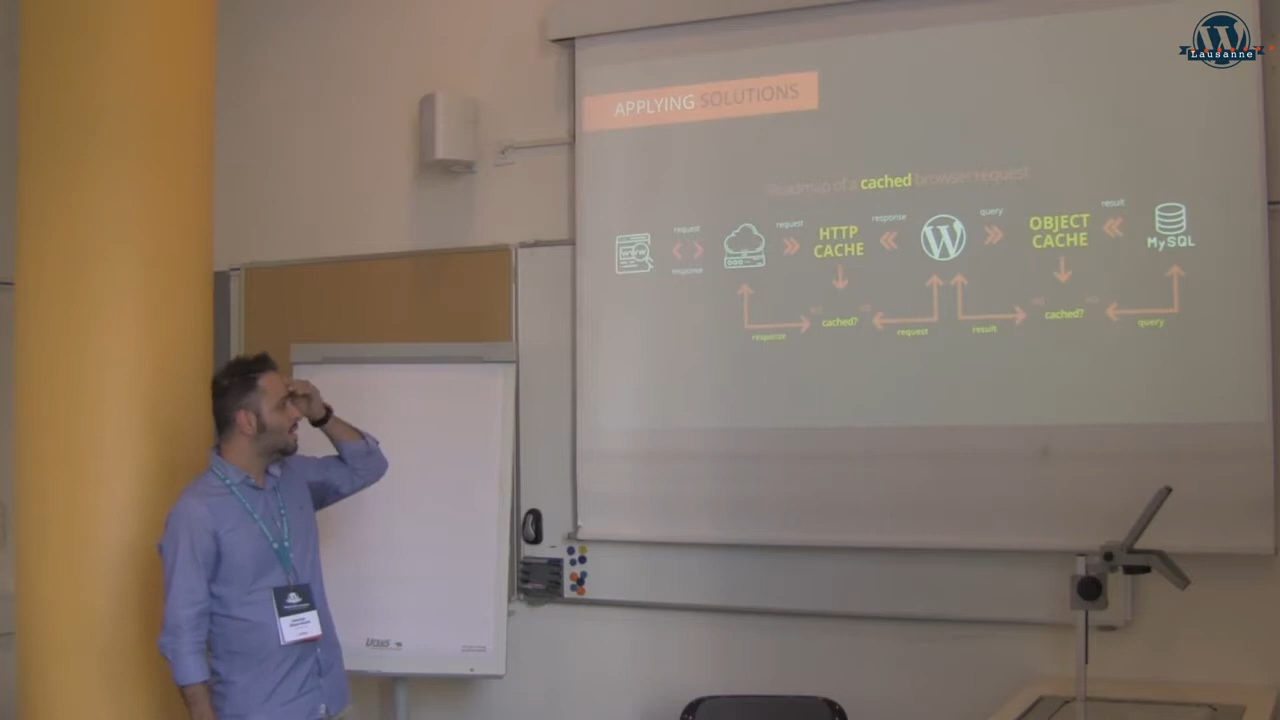 Lausanne
APPLYING SOLUTIONS
Roadmap of a cached browser request
request
response
request
HTTP
CACHE
response
query
OBJECT
CACHE
result
MySQL
cached?
response
request
result
cached?
query